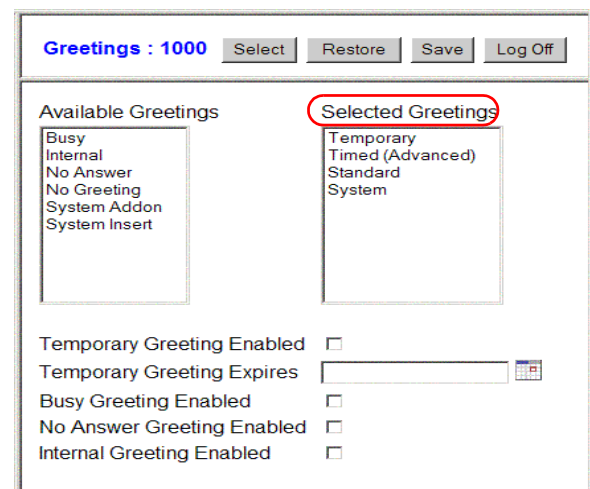 Greetings : 1000 Select Restore Save Log Off
Available Greetings
Busy
Internal
No Answer
No Greeting
System Addon
System Insert
Selected Greetings
Temporary
Timed (Advanced)
Standard
System
Temporary Greeting Enabled
Temporary Greeting Expires
Busy Greeting Enabled
No Answer Greeting Enabled
Internal Greeting Enabled